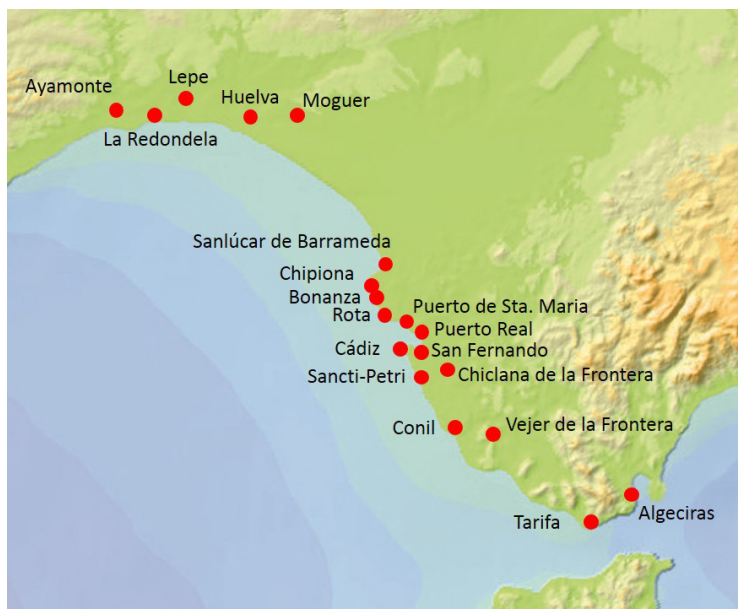 Lepe
Ayamonte
Huelva
Moguer
La Redondela
Sanlúcar de Barrameda
Chipiona
Bonanza
Puerto de Sta. Maria
Rota
Puerto Real
Cádiz
San Fernando
Sancti-Petri
Chiclana de la Frontera
Conil
Vejer de la Frontera
Algeciras
Tarifa